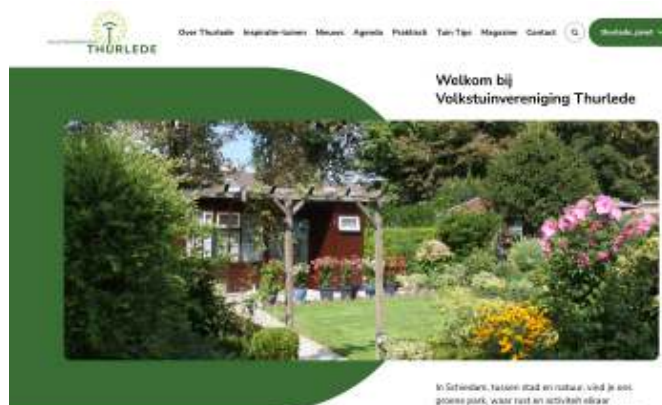 THURLEDE
Over Thurlede Inspiratie-tuinen Nieuws Agenda Praktisch Tuin Tips Magazine Contact
Welkom bij
Volkstuinvereniging Thurlede
In Schiedam, tussen stad en natuur, vind je een
groene park, waar rust en activiteit elkaar